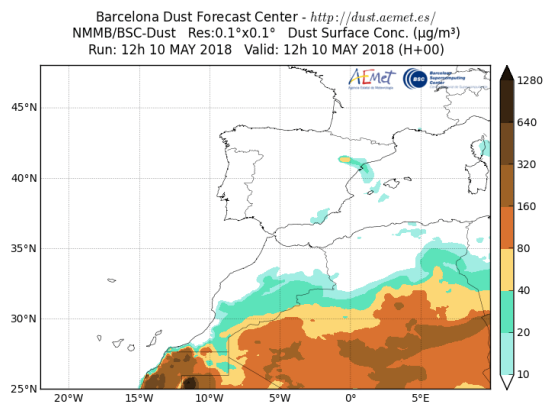 Barcelona Dust Forecast Center - http://dust.aemet.es/
NMMB/BSC-Dust Res:0.1°x0.1° Dust Surface Conc. (µg/m³)
Run: 12h 10 MAY 2018 Valid: 12h 10 MAY 2018 (H+00)
AEMet
BSC
Barcelona
Supercomputing
Center
45°N
40°N
35°N
30°N
25°N
20°W
15°W
10°W
5°W
0°
5°E
1280
640
320
160
80
40
20
10